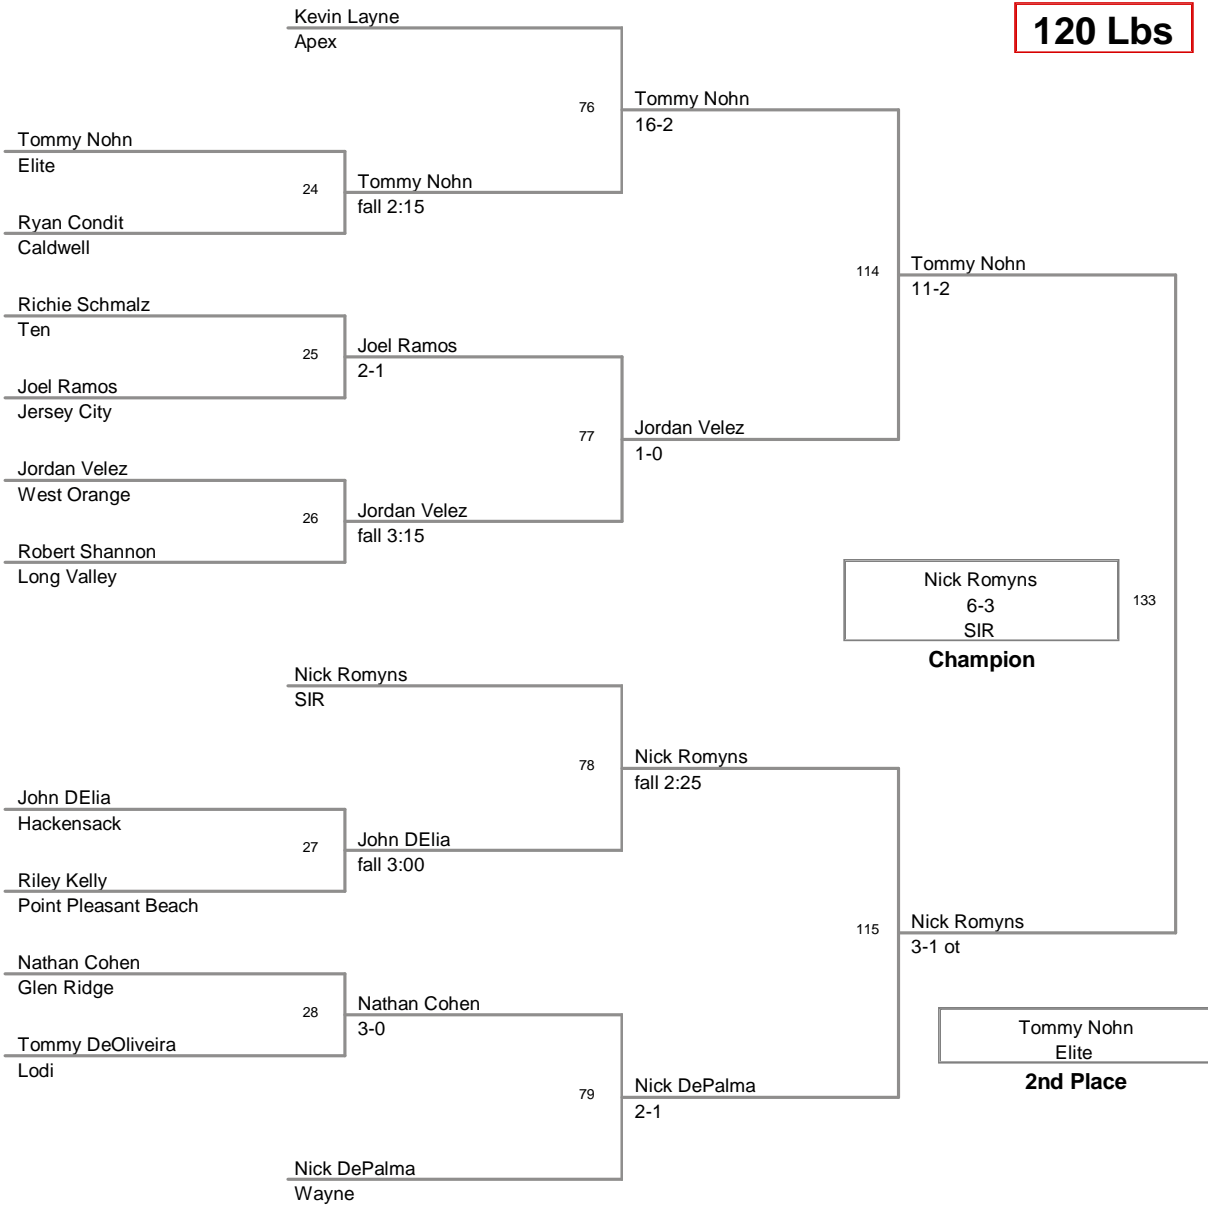 Kevin Layne
Apex
120 Lbs
76
Tommy Nohn
16-2
Tommy Nohn
Elite
24
Tommy Nohn
fall 2:15
Ryan Condit
Caldwell
114
Tommy Nohn
11-2
Richie Schmalz
Ten
25
Joel Ramos
2-1
Joel Ramos
Jersey City
77
Jordan Velez
1-0
Jordan Velez
West Orange
26
Jordan Velez
fall 3:15
Robert Shannon
Long Valley
Nick Romyns
6-3
SIR
133
Champion
Nick Romyns
SIR
78
Nick Romyns
fall 2:25
John DElia
Hackensack
27
John DElia
fall 3:00
Riley Kelly
Point Pleasant Beach
115
Nick Romyns
3-1 ot
Nathan Cohen
Glen Ridge
28
Nathan Cohen
3-0
Tommy DeOliveira
Lodi
Tommy Nohn
Elite
2nd Place
79
Nick DePalma
2-1
Nick DePalma
Wayne